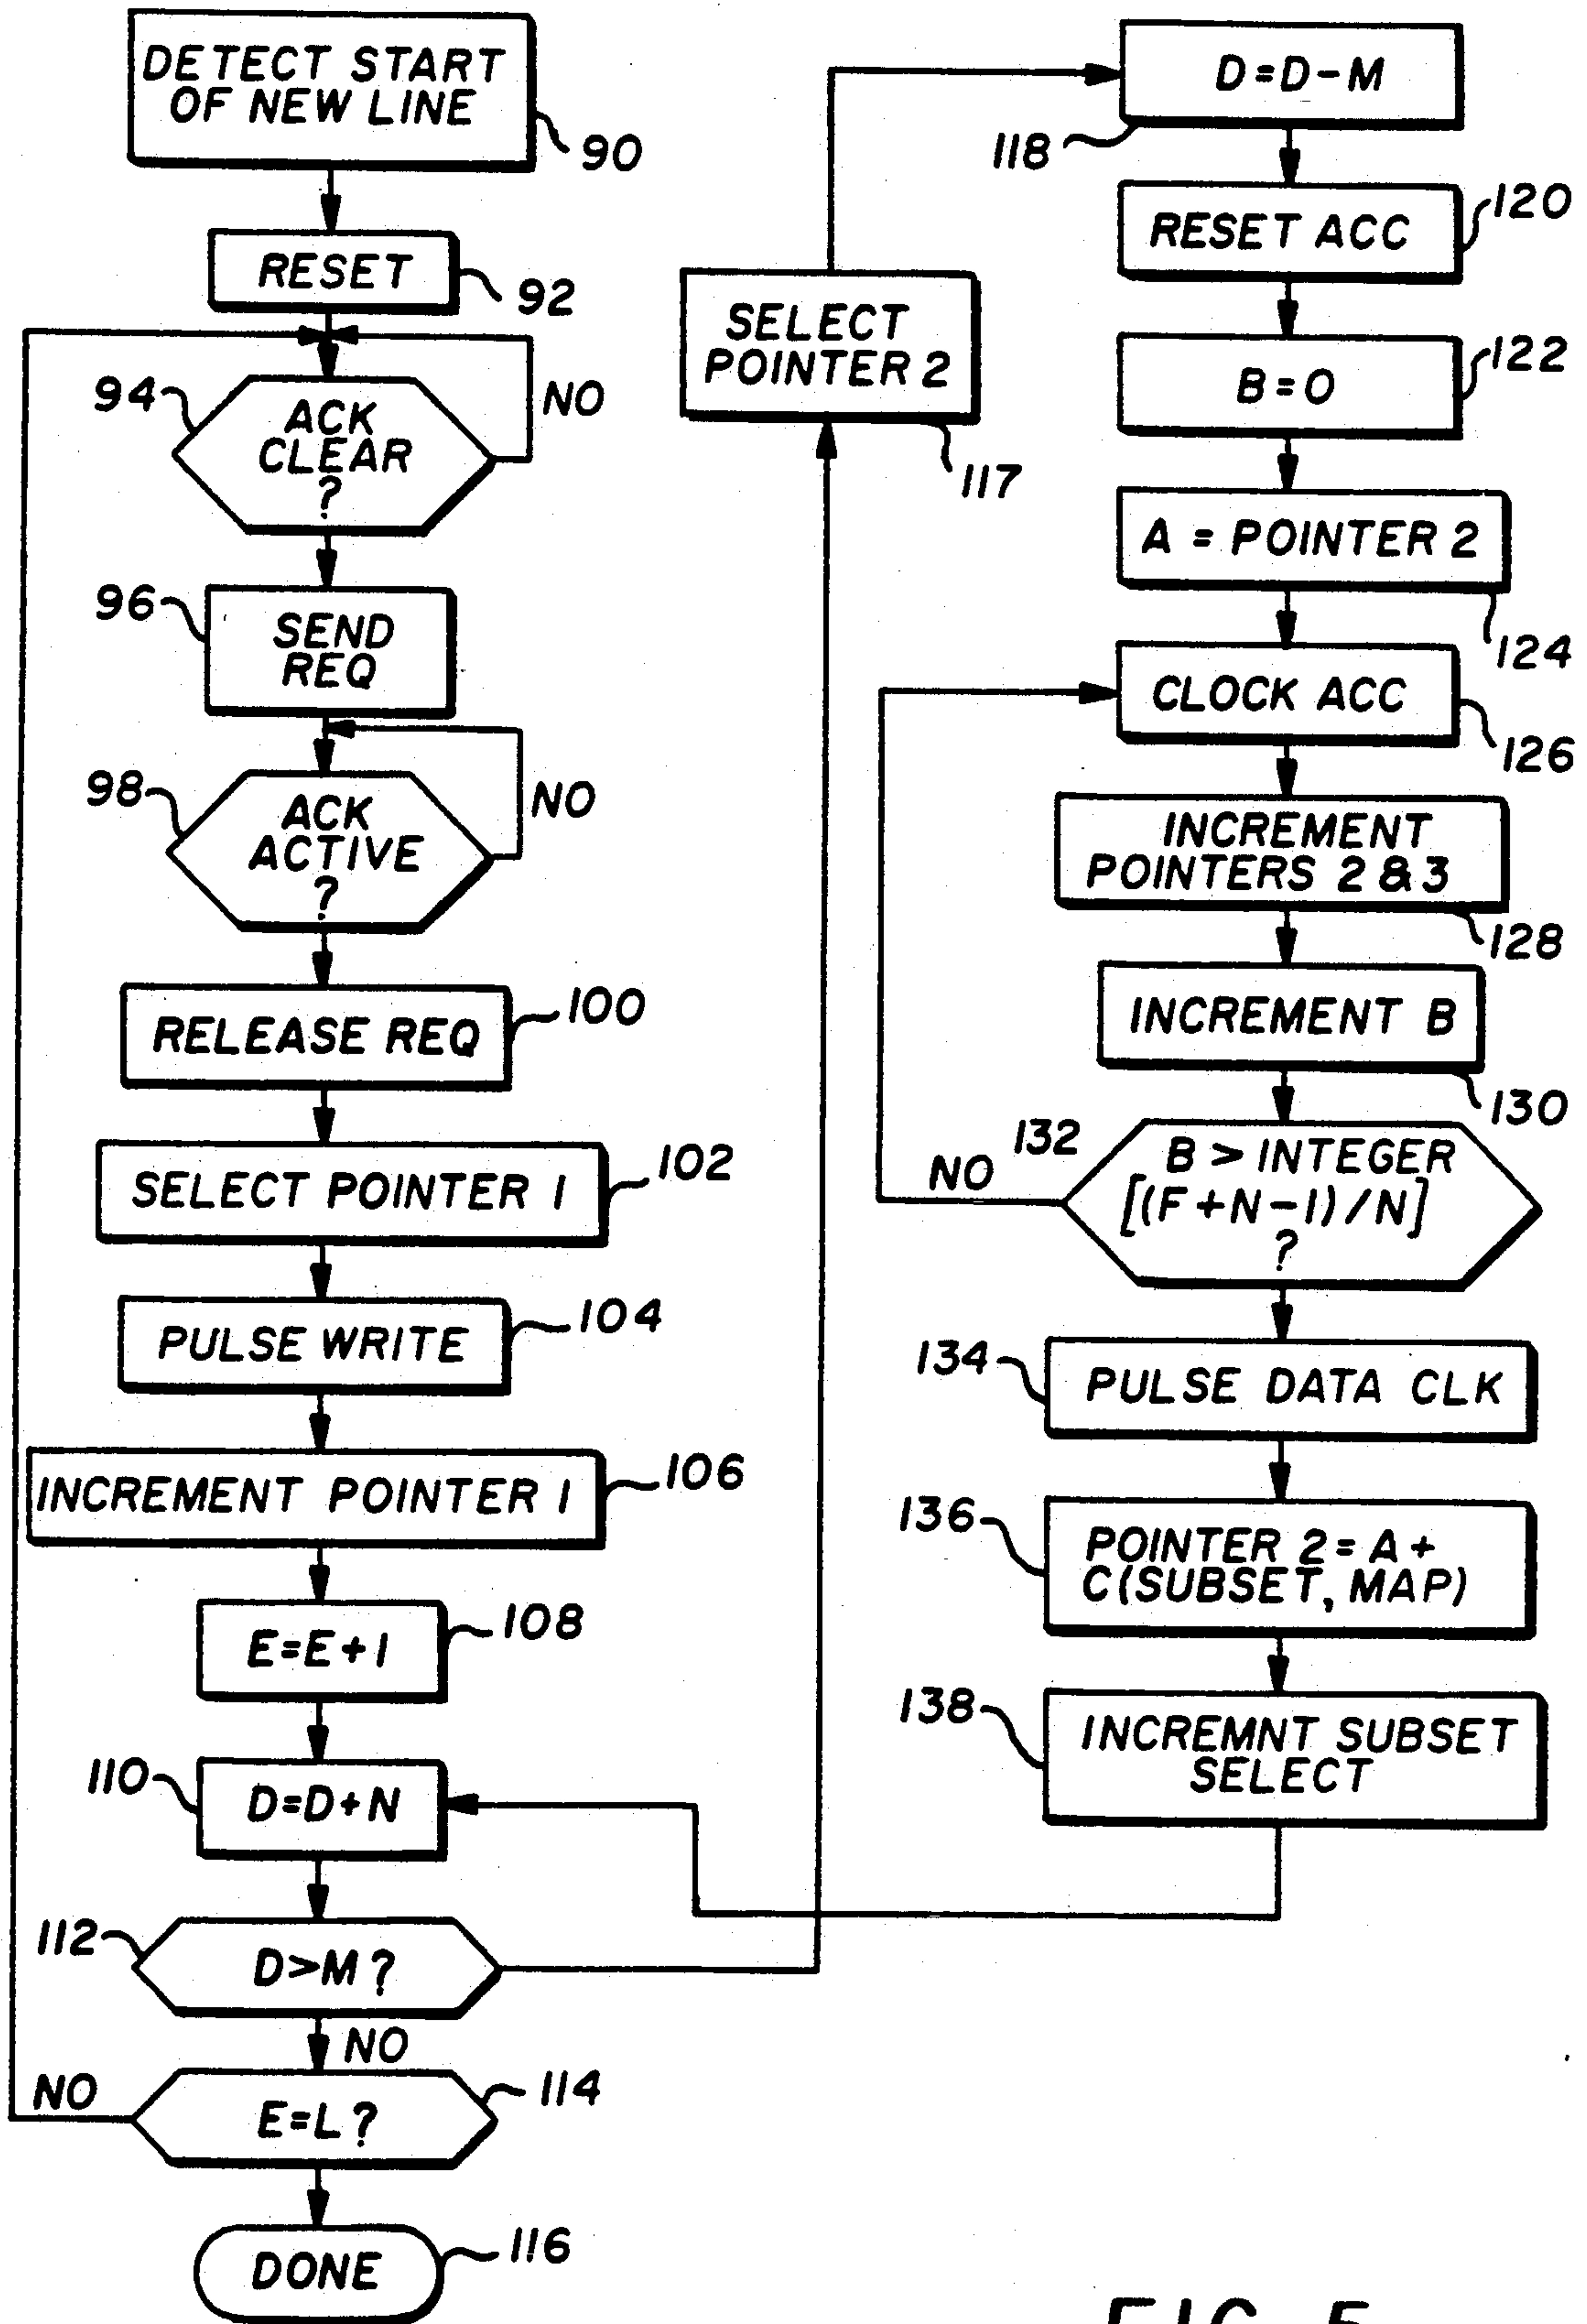 DETECT START
OF NEW LINE
90
RESET
92
94
ACK
CLEAR
?
NO
96
SEND
REQ
98
ACK
ACTIVE
?
NO
RELEASE REQ
100
SELECT POINTER 1
102
PULSE WRITE
104
INCREMENT POINTER 1
106
E=E+1
108
110
D=D+N
112
D>M?
NO
E=L?
114
NO
DONE
116
SELECT
POINTER 2
117
D=D-M
118
RESET ACC
120
B=0
122
A = POINTER 2
124
CLOCK ACC
126
INCREMENT
POINTERS 2 & 3
128
INCREMENT B
130
132
B > INTEGER
[(F+N-1)/N]
?
NO
134
PULSE DATA CLK
136
POINTER 2 = A +
C(SUBSET, MAP)
138
INCREMNT SUBSET
SELECT